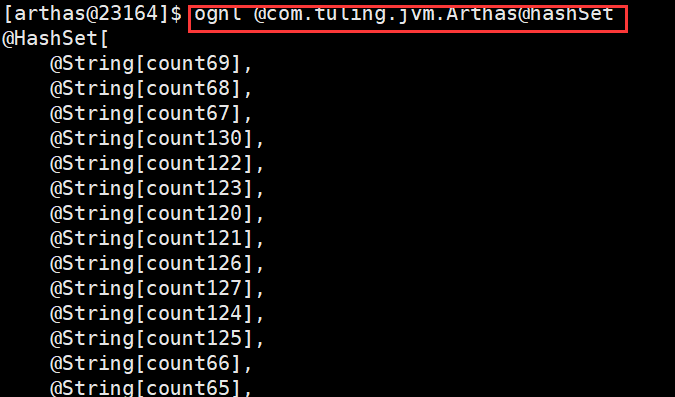 [arthas@23164]$ ognl @com.tuling.jvm.Arthas@hashSet
@HashSet[
@String[count69],
@String[count68],
@String[count67],
@String[count130],
@String[count122],
@String[count123],
@String[count120],
@String[count121],
@String[count126],
@String[count127],
@String[count124],
@String[count125],
@String[count66],
@String[count65],